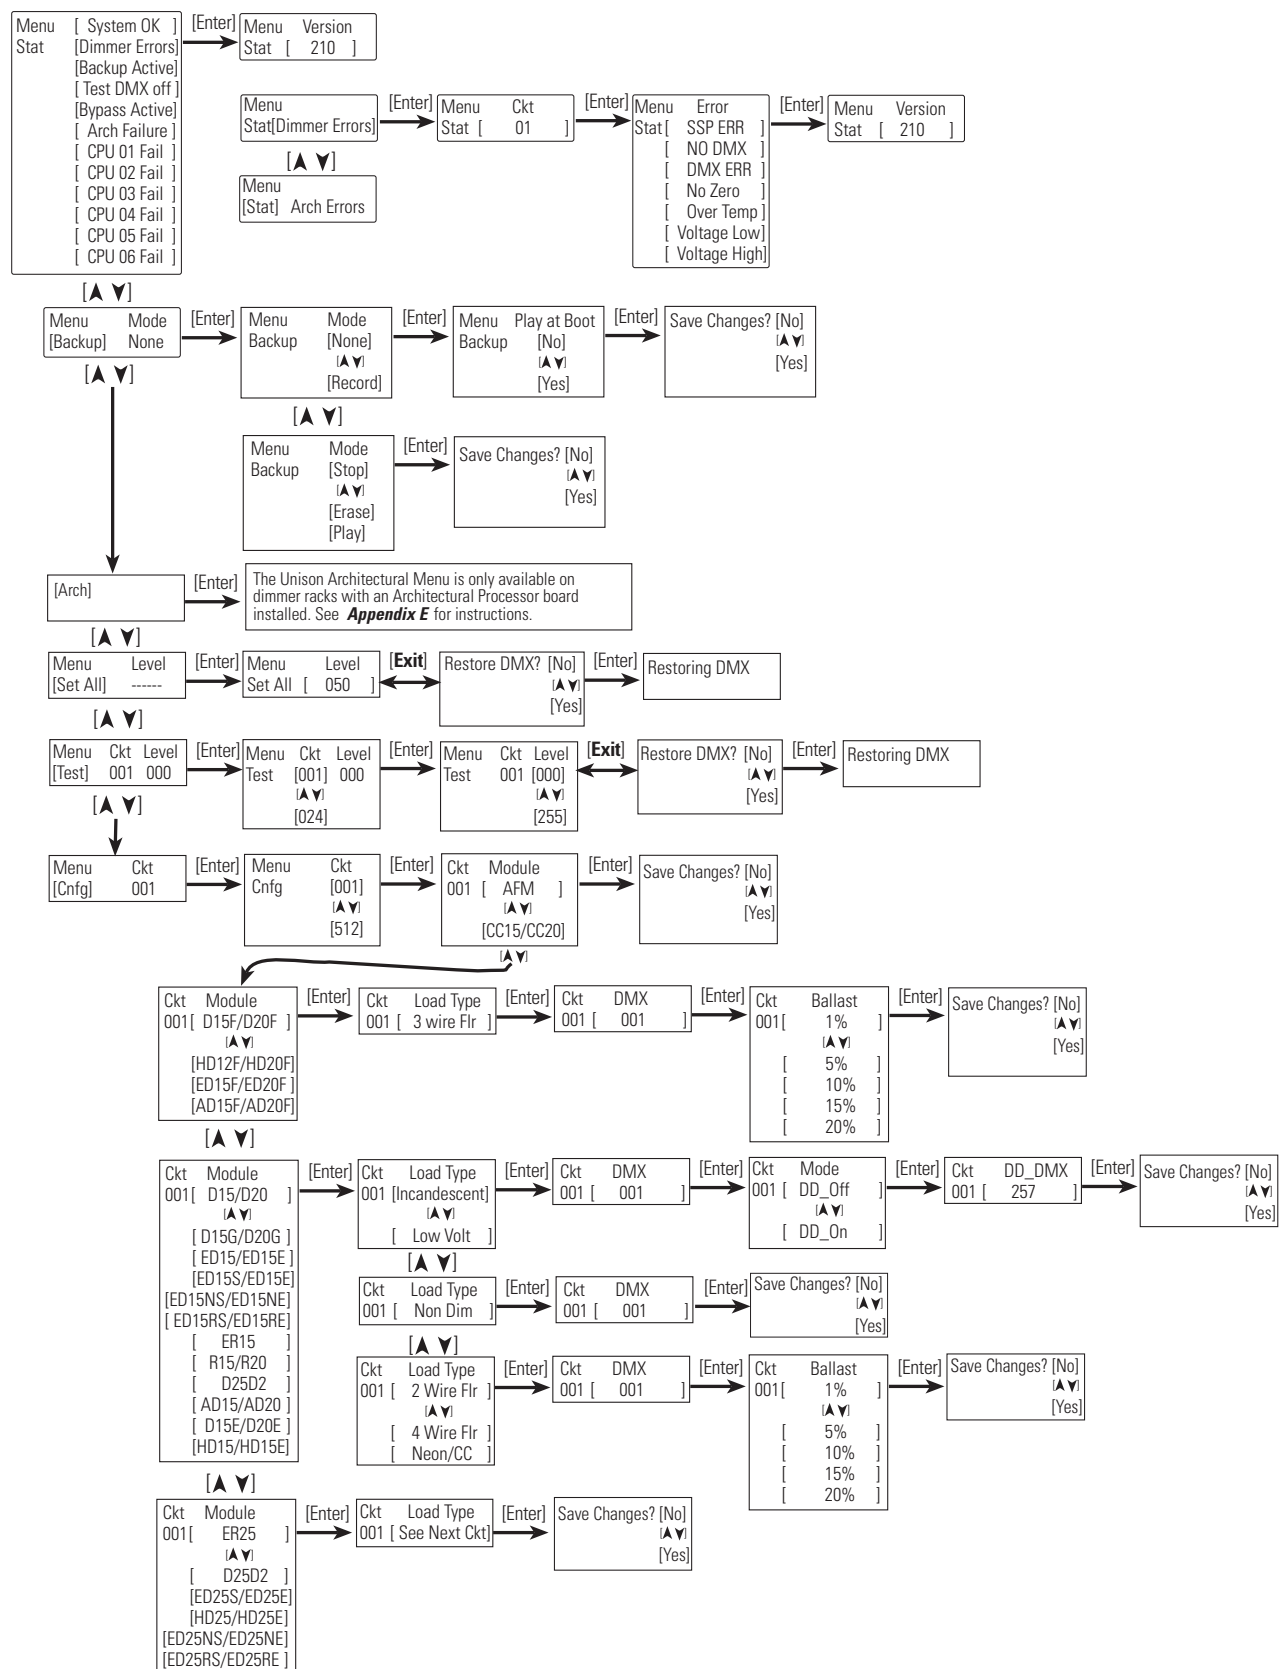 Menu [ System OK ] [Enter] Menu Version
Stat [Dimmer Errors] Stat [ 210 ]
[Backup Active]
[ Test DMX off ]
[Bypass Active]
[ Arch Failure ]
[ CPU 01 Fail ]
[ CPU 02 Fail ]
[ CPU 03 Fail ]
[ CPU 04 Fail ]
[ CPU 05 Fail ]
[ CPU 06 Fail ]
Menu
Stat[Dimmer Errors]
[Enter]
Menu Ckt
Stat [ 01 ]
[Enter]
Menu Error
Stat[ SSP ERR ]
[ NO DMX ]
[ DMX ERR ]
[ No Zero ]
[ Over Temp ]
[ Voltage Low]
[ Voltage High]
[Enter]
Menu Version
Stat [ 210 ]
[ ]
Menu
[Stat] Arch Errors
[ ]
Menu Mode
[Backup] None
[Enter]
Menu Mode
Backup [None]
[ ]
[Record]
[Enter]
Menu Play at Boot
Backup [No]
[ ]
[Yes]
[Enter]
Save Changes? [No]
[ ]
[Yes]
[ ]
[ ]
Menu Mode
Backup [Stop]
[ ]
[Erase]
[Play]
[Enter]
Save Changes? [No]
[ ]
[Yes]
[Arch]
[Enter]
The Unison Architectural Menu is only available on
dimmer racks with an Architectural Processor board
installed. See Appendix E for instructions.
[ ]
Menu Level
[Set All] ------
[Enter]
Menu Level
Set All [ 050 ]
[Exit]
Restore DMX? [No]
[ ]
[Yes]
[Enter]
Restoring DMX
[ ]
Menu Ckt Level
[Test] 001 000
[Enter]
Menu Ckt Level
Test [001] 000
[ ]
[024]
[Enter]
Menu Ckt Level
Test 001 [000]
[ ]
[255]
[Exit]
Restore DMX? [No]
[ ]
[Yes]
[Enter]
Restoring DMX
[ ]
Menu Ckt
[Cnfg] 001
[Enter]
Menu Ckt
Cnfg [001]
[ ]
[512]
[Enter]
Ckt Module
001 [ AFM ]
[ ]
[CC15/CC20]
[Enter]
Save Changes? [No]
[ ]
[Yes]
[ ]
Ckt Module
001[ D15F/D20F ]
[ ]
[HD12F/HD20F]
[ED15F/ED20F ]
[AD15F/AD20F]
[Enter]
Ckt Load Type
001 [ 3 wire Flr ]
[Enter]
Ckt DMX
001 [ 001 ]
[Enter]
Ckt Ballast
001[ 1% ]
[ ]
[ 5% ]
[ 10% ]
[ 15% ]
[ 20% ]
[Enter]
Save Changes? [No]
[ ]
[Yes]
[ ]
Ckt Module
001[ D15/D20 ]
[ ]
[ D15G/D20G ]
[ ED15/ED15E ]
[ED15S/ED15E]
[ED15NS/ED15NE]
[ ED15RS/ED15RE]
[ ER15 ]
[ R15/R20 ]
[ D25D2 ]
[ AD15/AD20 ]
[ D15E/D20E ]
[HD15/HD15E]
[Enter]
Ckt Load Type
001 [Incandescent]
[ ]
[ Low Volt ]
[Enter]
Ckt DMX
001 [ 001 ]
[Enter]
Ckt Mode
001 [ DD_Off ]
[ ]
[ DD_On ]
[Enter]
Ckt DD_DMX
001 [ 257 ]
[Enter]
Save Changes? [No]
[ ]
[Yes]
[ ]
Ckt Load Type
001 [ Non Dim ]
[Enter]
Ckt DMX
001 [ 001 ]
[Enter]
Save Changes? [No]
[ ]
[Yes]
[ ]
Ckt Load Type
001 [ 2 Wire Flr ]
[ ]
[ 4 Wire Flr ]
[ Neon/CC ]
[Enter]
Ckt DMX
001 [ 001 ]
[Enter]
Ckt Ballast
001[ 1% ]
[ ]
[ 5% ]
[ 10% ]
[ 15% ]
[ 20% ]
[Enter]
Save Changes? [No]
[ ]
[Yes]
[ ]
Ckt Module
001[ ER25 ]
[ ]
[ D25D2 ]
[ED25S/ED25E]
[HD25/HD25E]
[ED25NS/ED25NE]
[ED25RS/ED25RE ]
[Enter]
Ckt Load Type
001 [ See Next Ckt]
[Enter]
Save Changes? [No]
[ ]
[Yes]